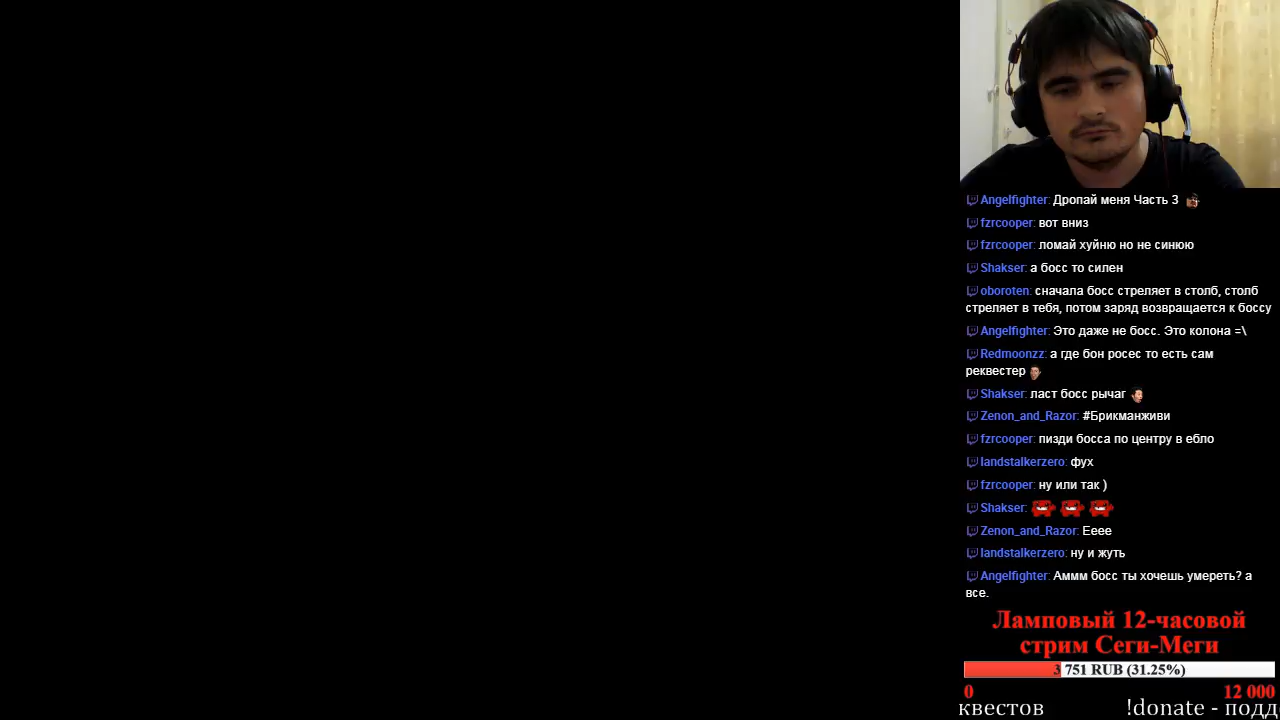 Angelfighter: Дропай меня Часть 3
fzrcooper: вот вниз
fzrcooper: ломай хуйню но не синюю
Shakser: а босс то силен
oboroten: сначала босс стреляет в столб, столб
стреляет в тебя, потом заряд возвращается к боссу
Angelfighter: Это даже не босс. Это колона =\
Redmoonzz: а где бон росес то есть сам
реквестер
Shakser: ласт босс рычаг
Zenon_and_Razor: #Брикманживи
fzrcooper: пизди босса по центру в ебло
landstalkerzero: фух
fzrcooper: ну или так )
Shakser:
Zenon_and_Razor: Ееее
landstalkerzero: ну и жуть
Angelfighter: Аммм босс ты хочешь умереть? а
все.
Ламповый 12-часовой
стрим Сеги-Меги
3 751 RUB (31.25%)
0 12 000
квестов !donate - подд